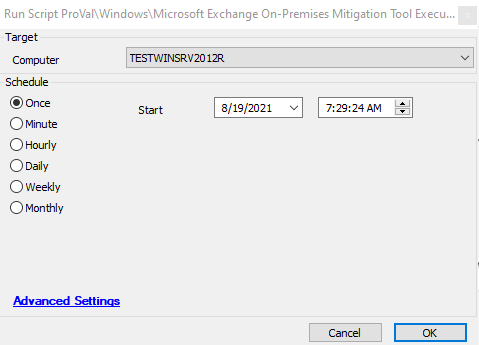 Run Script ProVal\Windows\Microsoft Exchange On-Premises Mitigation Tool Execu...
Target
Computer
TESTWINSRV2012R
Schedule
Once
Start
8/19/2021
7:29:24 AM
Minute
Hourly
Daily
Weekly
Monthly
Advanced Settings
Cancel
OK